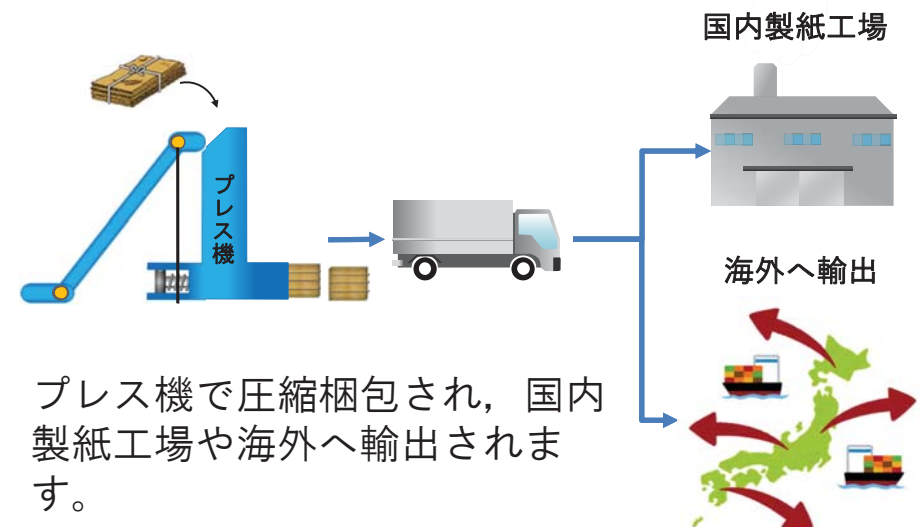 国内製紙工場
プレス機
海外へ輸出
プレス機で圧縮梱包され，国内
製紙工場や海外へ輸出されま
す。